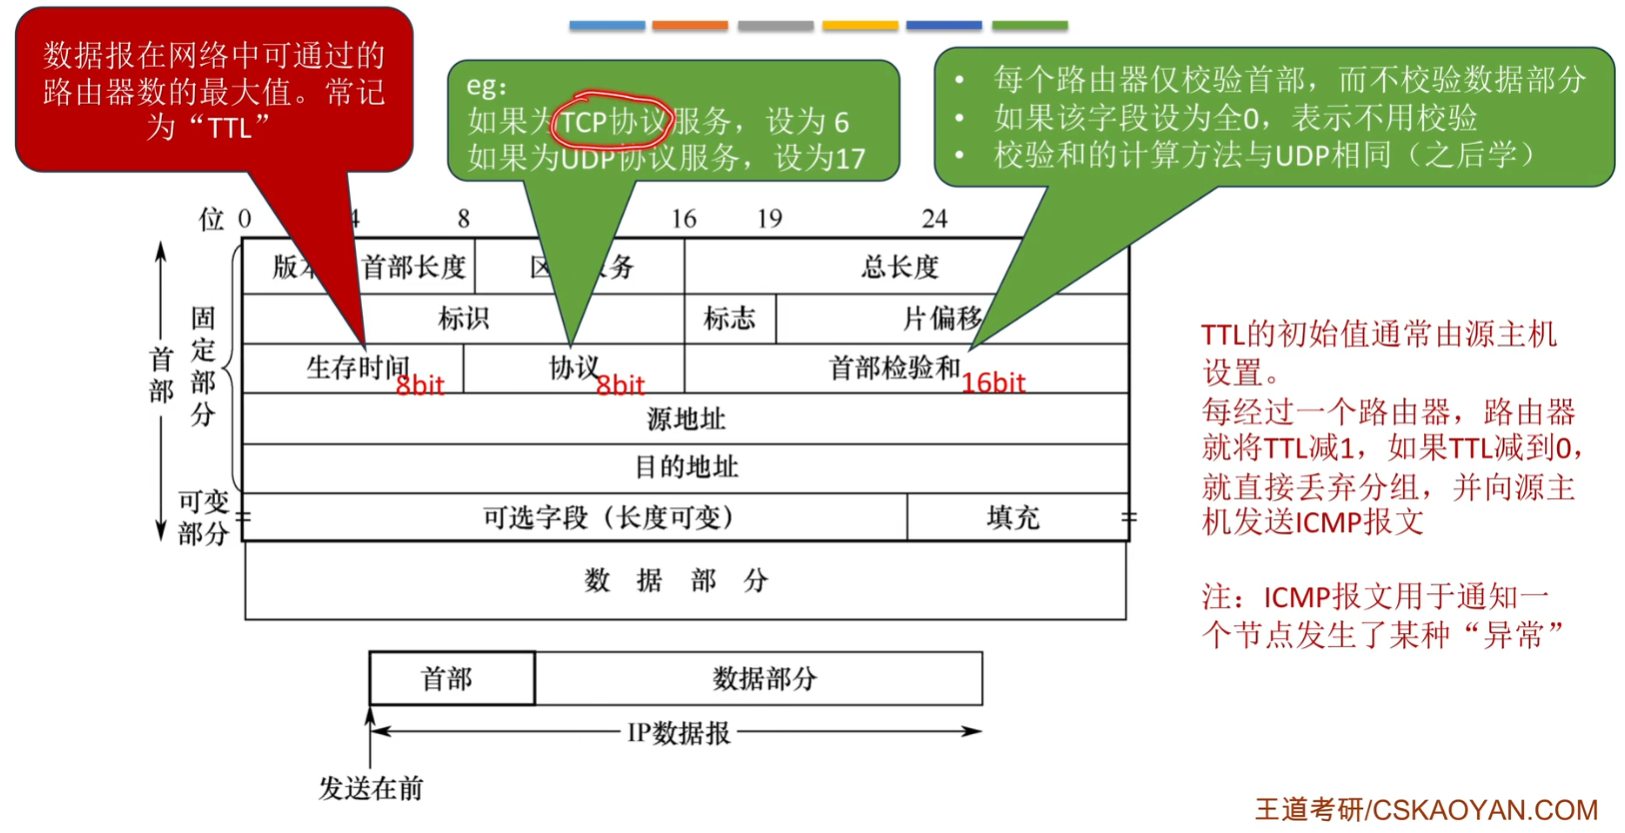 数据报在网络中可通过的
路由器数的最大值。常记
为“TTL”
eg：
如果为TCP协议服务，设为 6
如果为UDP协议服务，设为17
• 每个路由器仅校验首部，而不校验数据部分
• 如果该字段设为全0，表示不用校验
• 校验和的计算方法与UDP相同（之后学）
位 0 4 8 16 19 24
版本 首部长度 区 服务 总长度
标识 标志 片偏移
生存时间 8bit 协议 8bit 首部检验和 16bit
源地址
目的地址
可选字段（长度可变） 填充
数 据 部 分
首部
固定部分
可变
部分
首部 数据部分
IP数据报
发送在前
TTL的初始值通常由源主机
设置。
每经过一个路由器，路由器
就将TTL减1，如果TTL减到0，
就直接丢弃分组，并向源主
机发送ICMP报文
注：ICMP报文用于通知一
个节点发生了某种“异常”
王道考研/CSKAOYAN.COM